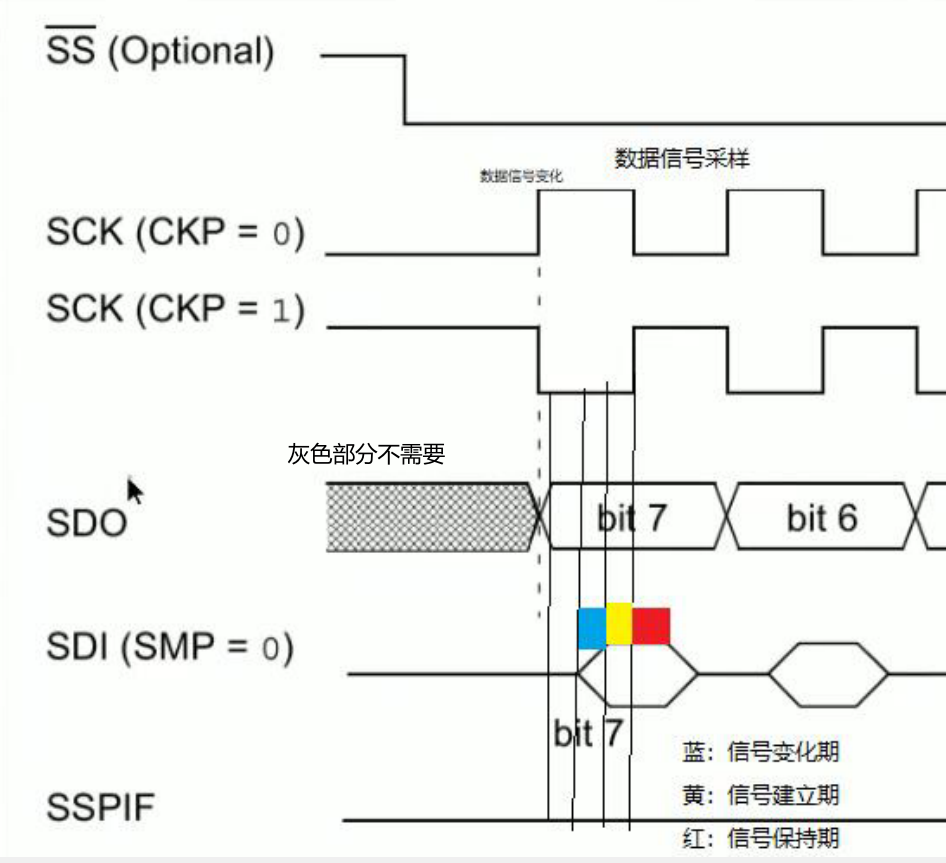 SS (Optional)
数据信号采样
数据信号变化
SCK (CKP = 0)
SCK (CKP = 1)
灰色部分不需要
SDO
bit 7
bit 6
SDI (SMP = 0)
bit 7
蓝：信号变化期
黄：信号建立期
SSPIF
红：信号保持期